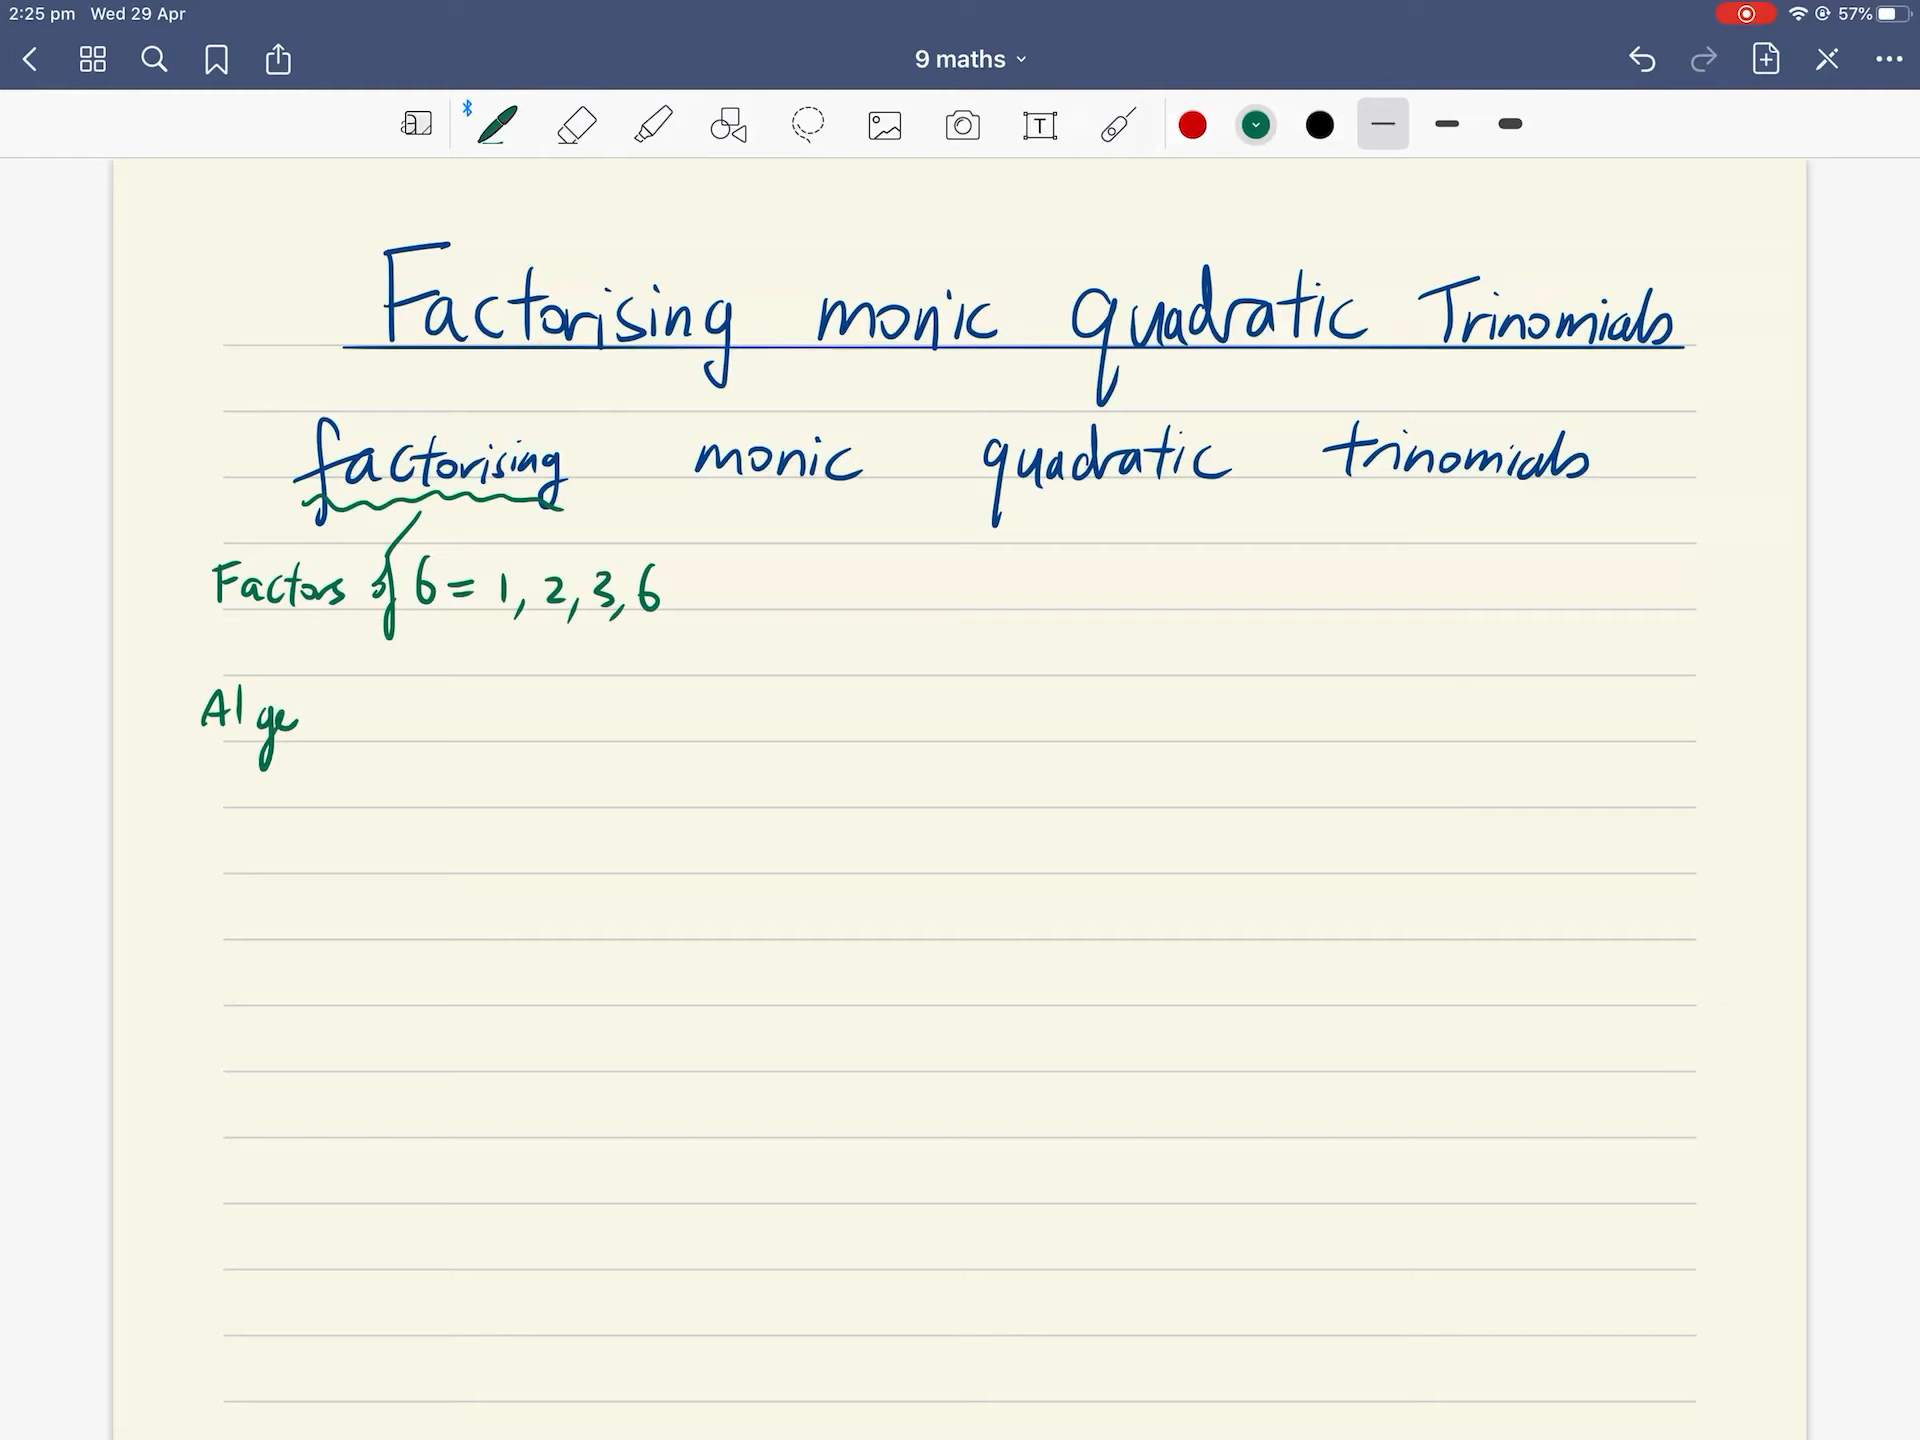 2:25 pm Wed 29 Apr 57%
9 maths
T
Factorising monic quadratic Trinomials
factorising monic quadratic trinomials
Factors of 6 = 1, 2, 3, 6
Alge